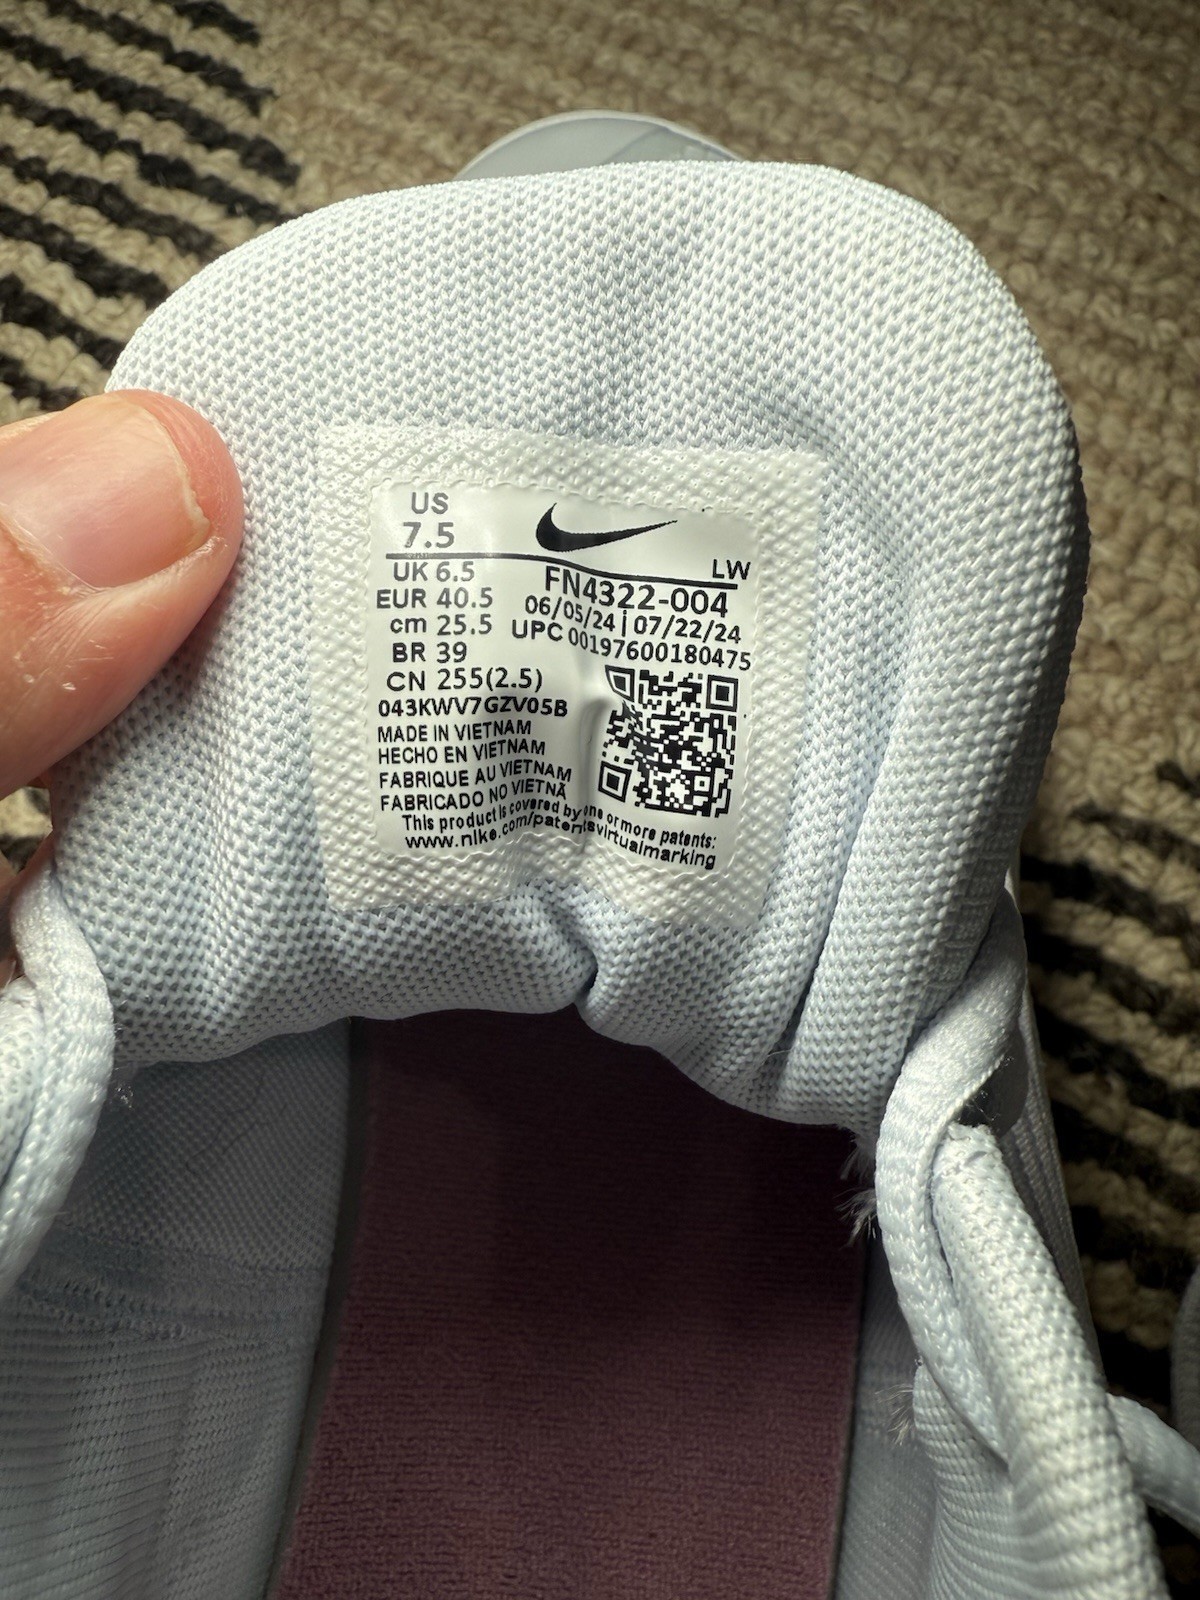 US
7.5
LW
UK 6.5
EUR 40.5
cm 25.5
BR 39
CN 255(2.5)
FN4322-004
06/05/24 | 07/22/24
UPC 00197600180475
043KWV7GZV05B
MADE IN VIETNAM
HECHO EN VIETNAM
FABRIQUE AU VIETNAM
FABRICADO NO VIETNÃ
This product is covered by one or more patents:
www.nike.com/patentsvirtualmarking